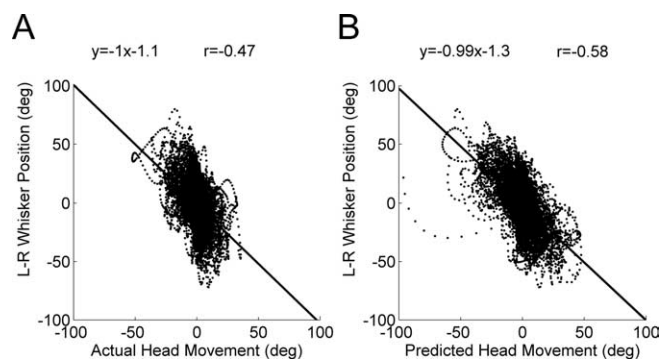 A
B
y=-1x-1.1 r=-0.47
y=-0.99x-1.3 r=-0.58
L-R Whisker Position (deg)
100
50
0
-50
-100
-100 -50 0 50 100
Actual Head Movement (deg)
L-R Whisker Position (deg)
100
50
0
-50
-100
-100 -50 0 50 100
Predicted Head Movement (deg)